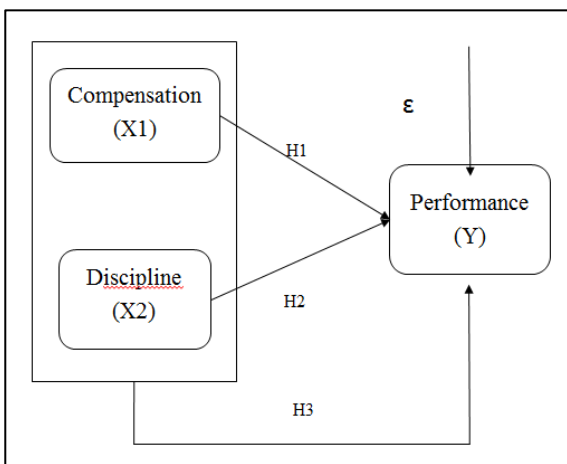 Compensation
(X1)
ε
H1
Performance
(Y)
Discipline
(X2)
H2
H3